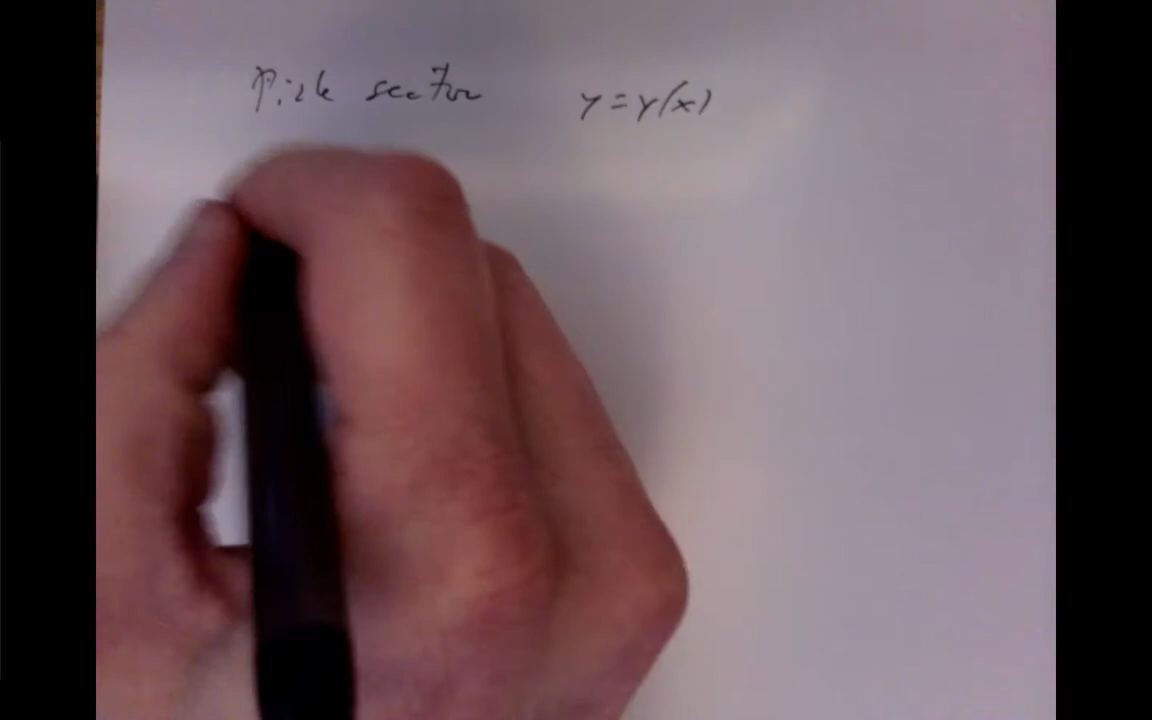 Pick sector y = y(x)